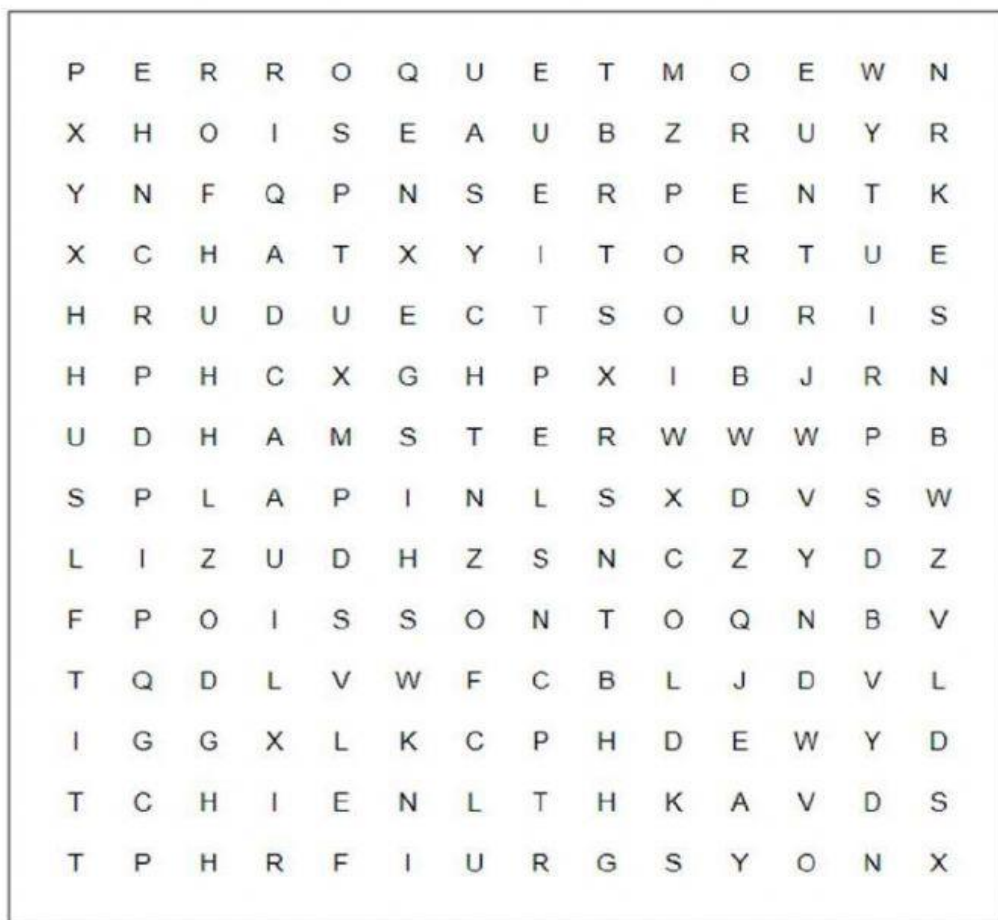 P E R R O Q U E T M O E W N
X H O I S E A U B Z R U Y R
Y N F Q P N S E R P E N T K
X C H A T X Y I T O R T U E
H R U D U E C T S O U R I S
H P H C X G H P X I B J R N
U D H A M S T E R W W W P B
S P L A P I N L S X D V S W
L I Z U D H Z S N C Z Y D Z
F P O I S S O N T O Q N B V
T Q D L V W F C B L J D V L
I G G X L K C P H D E W Y D
T C H I E N L T H K A V D S
T P H R F I U R G S Y O N X